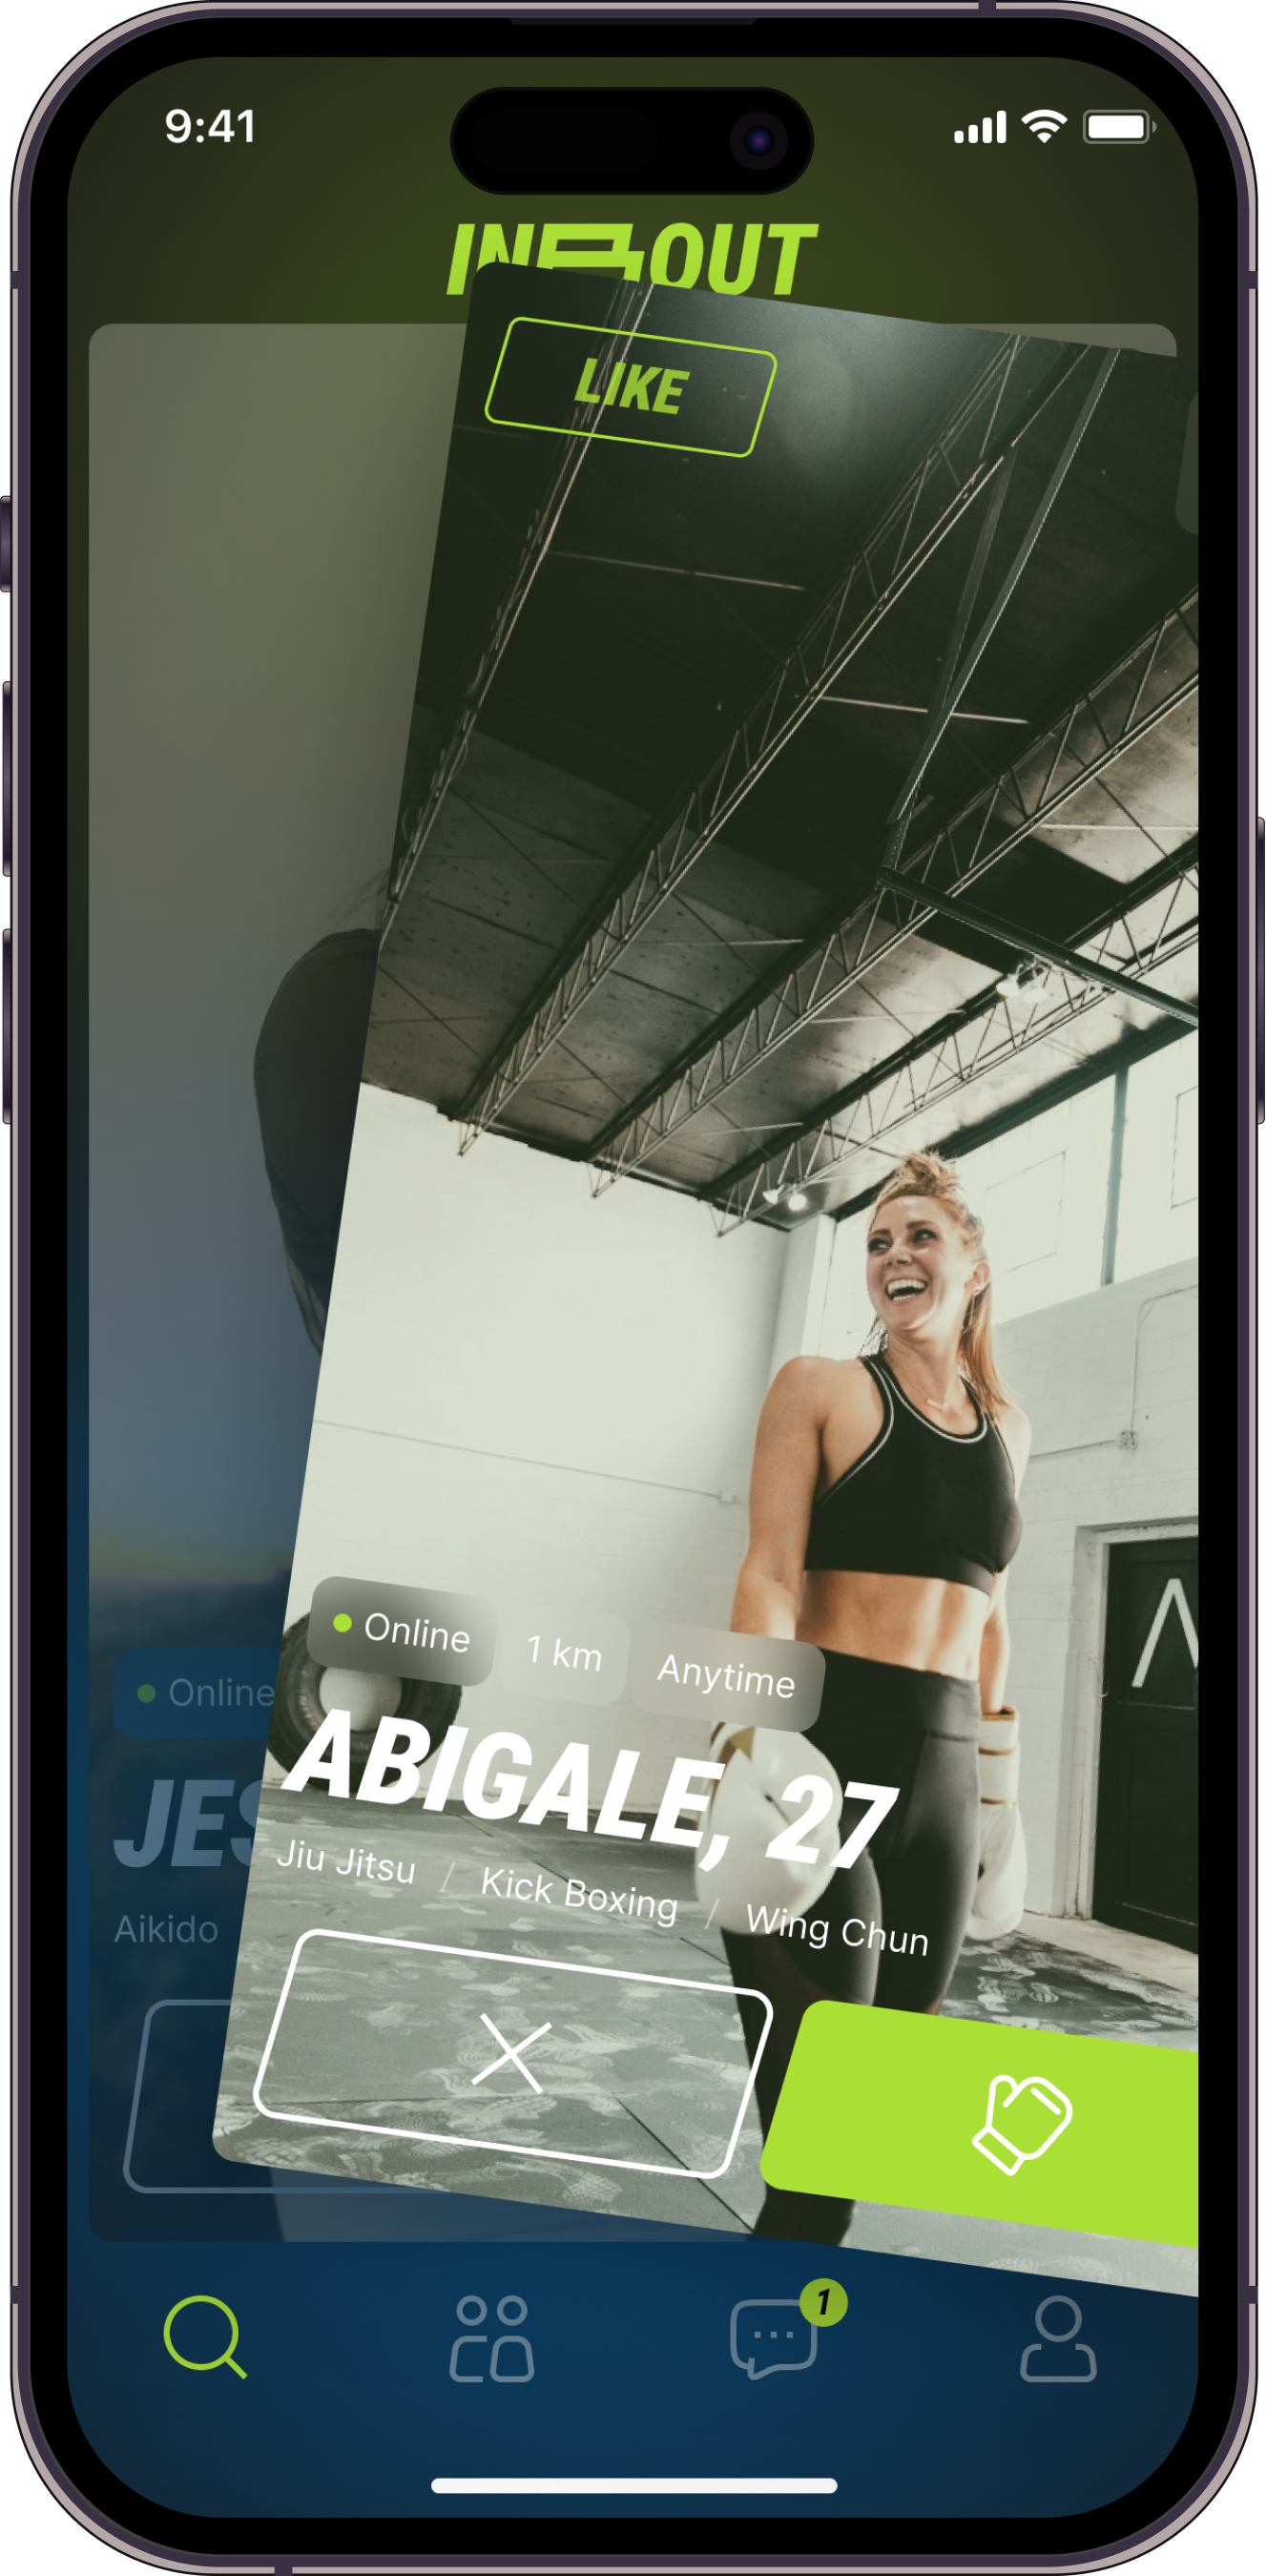 9:41
IN OUT
LIKE
Online
1 km
Anytime
ABIGALE, 27
Jiu Jitsu / Kick Boxing / Wing Chun
Online
JES
Aikido
1